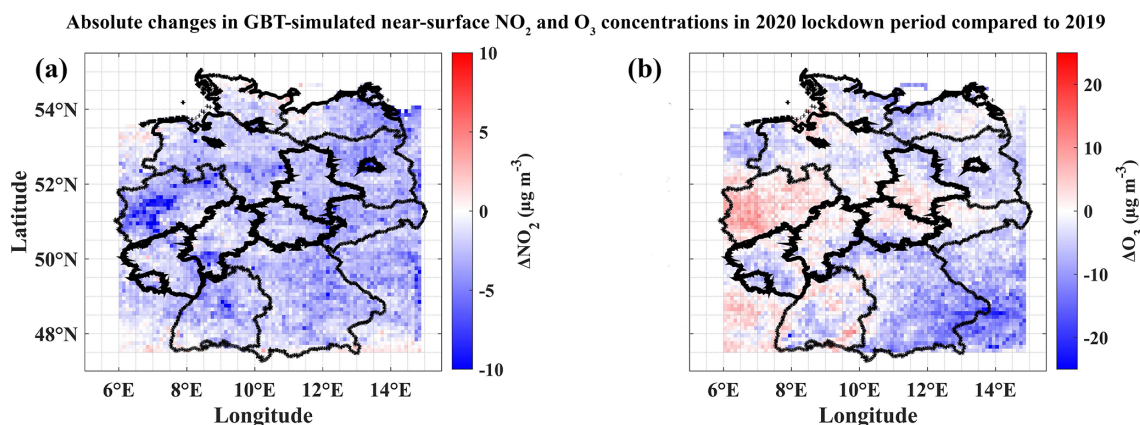 Absolute changes in GBT-simulated near-surface NO₂ and O₃ concentrations in 2020 lockdown period compared to 2019
(a)
Latitude
54°N
52°N
50°N
48°N
6°E 8°E 10°E 12°E 14°E
Longitude
10
5
0
-5
-10
ΔNO₂ (µg m⁻³)
(b)
6°E 8°E 10°E 12°E 14°E
Longitude
20
10
0
-10
-20
ΔO₃ (µg m⁻³)